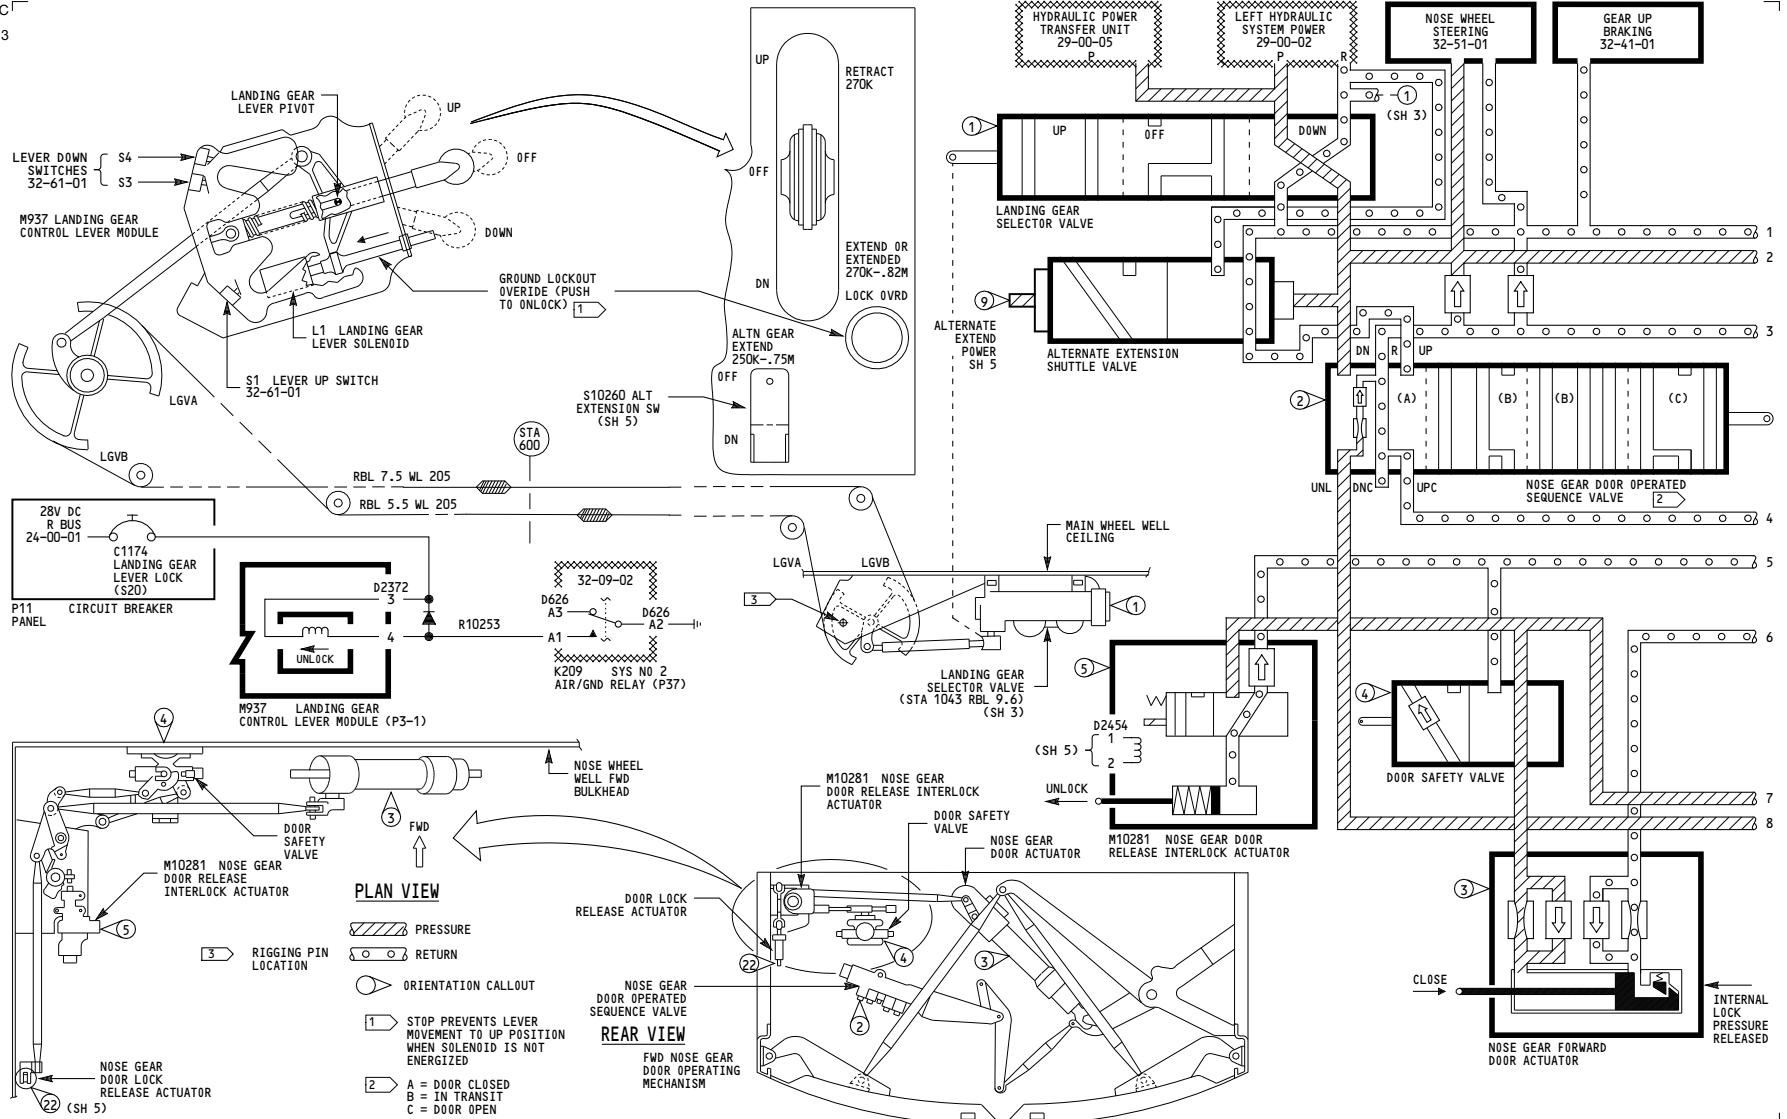 C
3
LANDING GEAR
LEVER PIVOT
UP
OFF
DOWN
LEVER DOWN
SWITCHES
32-61-01
S4
S3
M937 LANDING GEAR
CONTROL LEVER MODULE
GROUND LOCKOUT
OVERIDE (PUSH
TO ONLOCK)
1
L1 LANDING GEAR
LEVER SOLENOID
S1 LEVER UP SWITCH
32-61-01
LGVA
LGVB
UP
RETRACT
270K
OFF
EXTEND OR
EXTENDED
270K-.82M
DN
LOCK OVRD
ALTN GEAR
EXTEND
250K-.75M
OFF
DN
S10260 ALT
EXTENSION SW
(SH 5)
STA
600
RBL 7.5 WL 205
RBL 5.5 WL 205
28V DC
R BUS
24-00-01
C1174
LANDING GEAR
LEVER LOCK
(S20)
P11
PANEL
CIRCUIT BREAKER
D2372
3
4
UNLOCK
R10253
M937 LANDING GEAR
CONTROL LEVER MODULE (P3-1)
32-09-02
D626
A3
D626
A2
A1
K209 SYS NO 2
AIR/GND RELAY (P37)
LGVA
LGVB
MAIN WHEEL WELL
CEILING
3
1
LANDING GEAR
SELECTOR VALVE
(STA 1043 RBL 9.6)
(SH 3)
HYDRAULIC POWER
TRANSFER UNIT
29-00-05
P
LEFT HYDRAULIC
SYSTEM POWER
29-00-02
P
R
NOSE WHEEL
STEERING
32-51-01
GEAR UP
BRAKING
32-41-01
1
(SH 3)
1
UP
OFF
DOWN
LANDING GEAR
SELECTOR VALVE
9
ALTERNATE
EXTEND
POWER
SH 5
ALTERNATE EXTENSION
SHUTTLE VALVE
1
2
3
DN
R
UP
2
(A)
(B)
(B)
(C)
UNL
DNC
UPC
NOSE GEAR DOOR OPERATED
SEQUENCE VALVE
2
4
5
6
5
D2454
1
2
(SH 5)
UNLOCK
M10281 NOSE GEAR DOOR
RELEASE INTERLOCK ACTUATOR
4
DOOR SAFETY VALVE
7
8
3
CLOSE
INTERNAL
LOCK
PRESSURE
RELEASED
NOSE GEAR FORWARD
DOOR ACTUATOR
4
NOSE WHEEL
WELL FWD
BULKHEAD
3
FWD
DOOR
SAFETY
VALVE
M10281 NOSE GEAR
DOOR RELEASE
INTERLOCK ACTUATOR
5
PLAN VIEW
PRESSURE
RETURN
3
RIGGING PIN
LOCATION
ORIENTATION CALLOUT
1
STOP PREVENTS LEVER
MOVEMENT TO UP POSITION
WHEN SOLENOID IS NOT
ENERGIZED
2
A = DOOR CLOSED
B = IN TRANSIT
C = DOOR OPEN
NOSE GEAR
DOOR LOCK
RELEASE ACTUATOR
22
(SH 5)
M10281 NOSE GEAR
DOOR RELEASE INTERLOCK
ACTUATOR
DOOR SAFETY
VALVE
NOSE GEAR
DOOR ACTUATOR
DOOR LOCK
RELEASE ACTUATOR
22
4
3
NOSE GEAR
DOOR OPERATED
SEQUENCE VALVE
2
REAR VIEW
FWD NOSE GEAR
DOOR OPERATING
MECHANISM